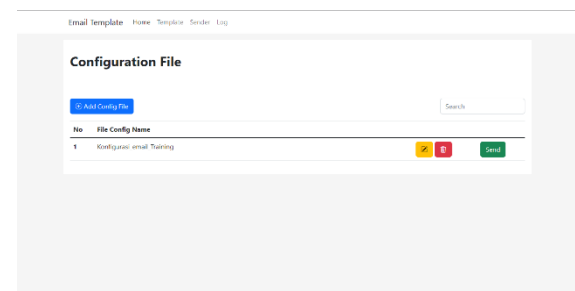 Email Template Home Template Sender Log
Configuration File
Add Config File
Search
No File Config Name
1 Konfigurasi email Training
Send